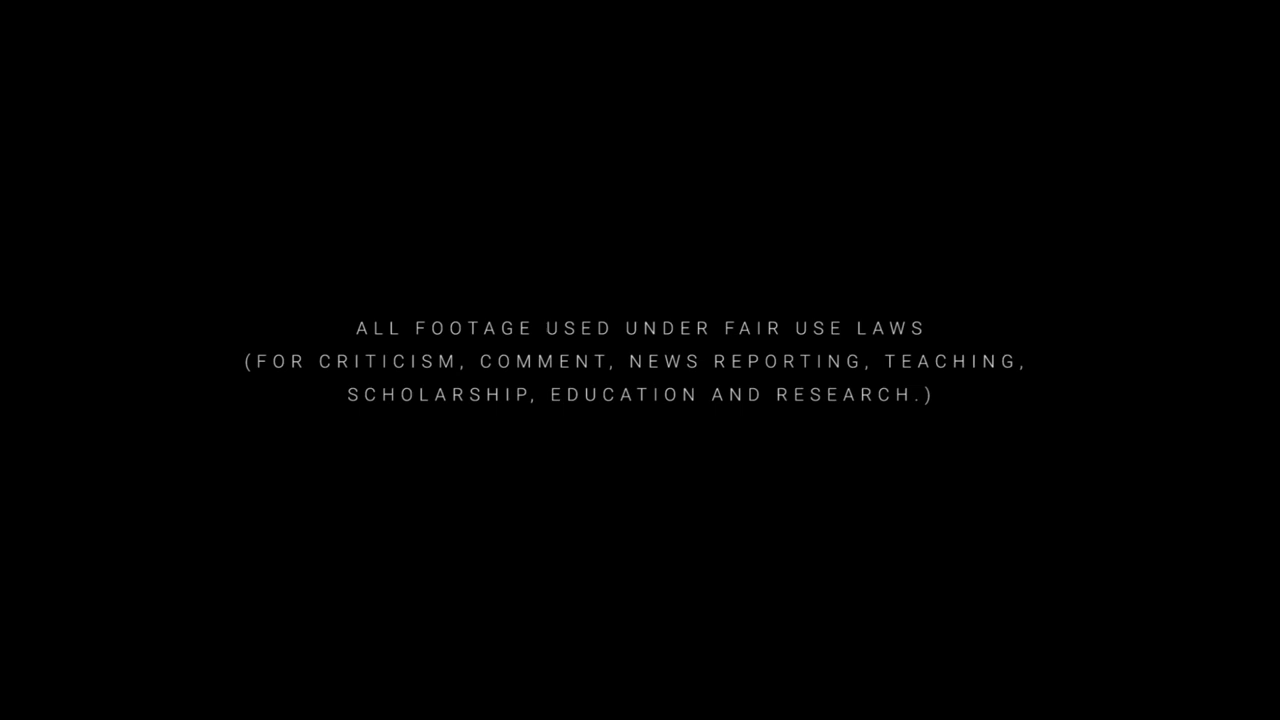 ALL FOOTAGE USED UNDER FAIR USE LAWS
(FOR CRITICISM, COMMENT, NEWS REPORTING, TEACHING,
SCHOLARSHIP, EDUCATION AND RESEARCH.)